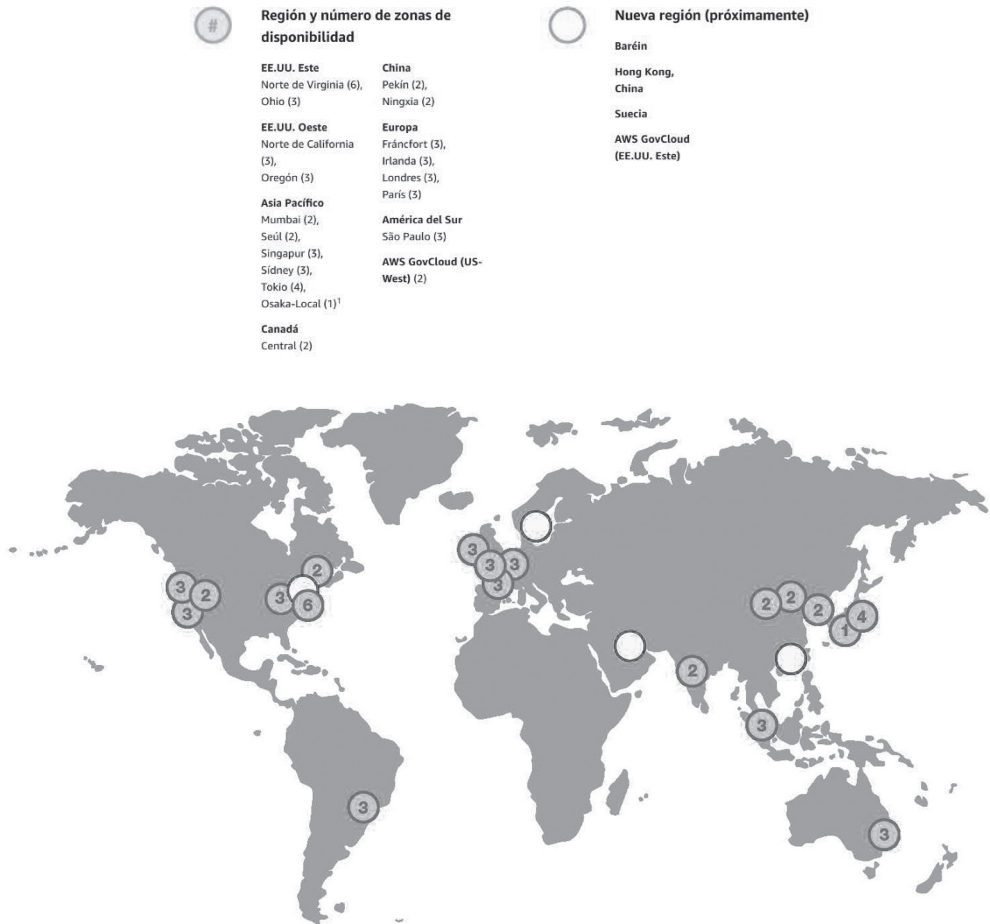 #
Región y número de zonas de
disponibilidad
EE.UU. Este
Norte de Virginia (6),
Ohio (3)
EE.UU. Oeste
Norte de California
(3),
Oregón (3)
Asia Pacífico
Mumbai (2),
Seúl (2),
Singapur (3),
Sídney (3),
Tokio (4),
Osaka-Local (1)¹
Canadá
Central (2)
China
Pekín (2),
Ningxia (2)
Europa
Fráncfort (3),
Irlanda (3),
Londres (3),
París (3)
América del Sur
São Paulo (3)
AWS GovCloud (US-
West) (2)
Nueva región (próximamente)
Baréin
Hong Kong,
China
Suecia
AWS GovCloud
(EE.UU. Este)
3
2
3
2
3
6
3
3
3
3
2
2
2
1
4
2
3
3
3